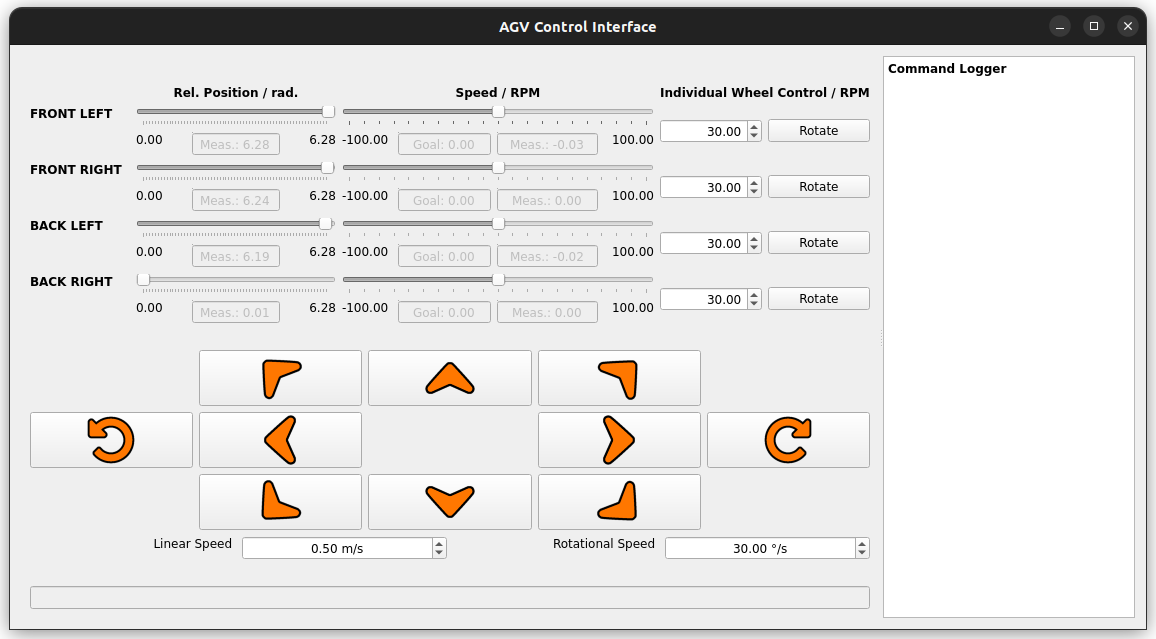 AGV Control Interface
Command Logger
Rel. Position / rad. Speed / RPM Individual Wheel Control / RPM
FRONT LEFT
30.00 Rotate
0.00 Meas.: 6.28 6.28 -100.00 Goal: 0.00 Meas.: -0.03 100.00
FRONT RIGHT
30.00 Rotate
0.00 Meas.: 6.24 6.28 -100.00 Goal: 0.00 Meas.: 0.00 100.00
BACK LEFT
30.00 Rotate
0.00 Meas.: 6.19 6.28 -100.00 Goal: 0.00 Meas.: -0.02 100.00
BACK RIGHT
30.00 Rotate
0.00 Meas.: 0.01 6.28 -100.00 Goal: 0.00 Meas.: 0.00 100.00
Linear Speed 0.50 m/s Rotational Speed 30.00 °/s